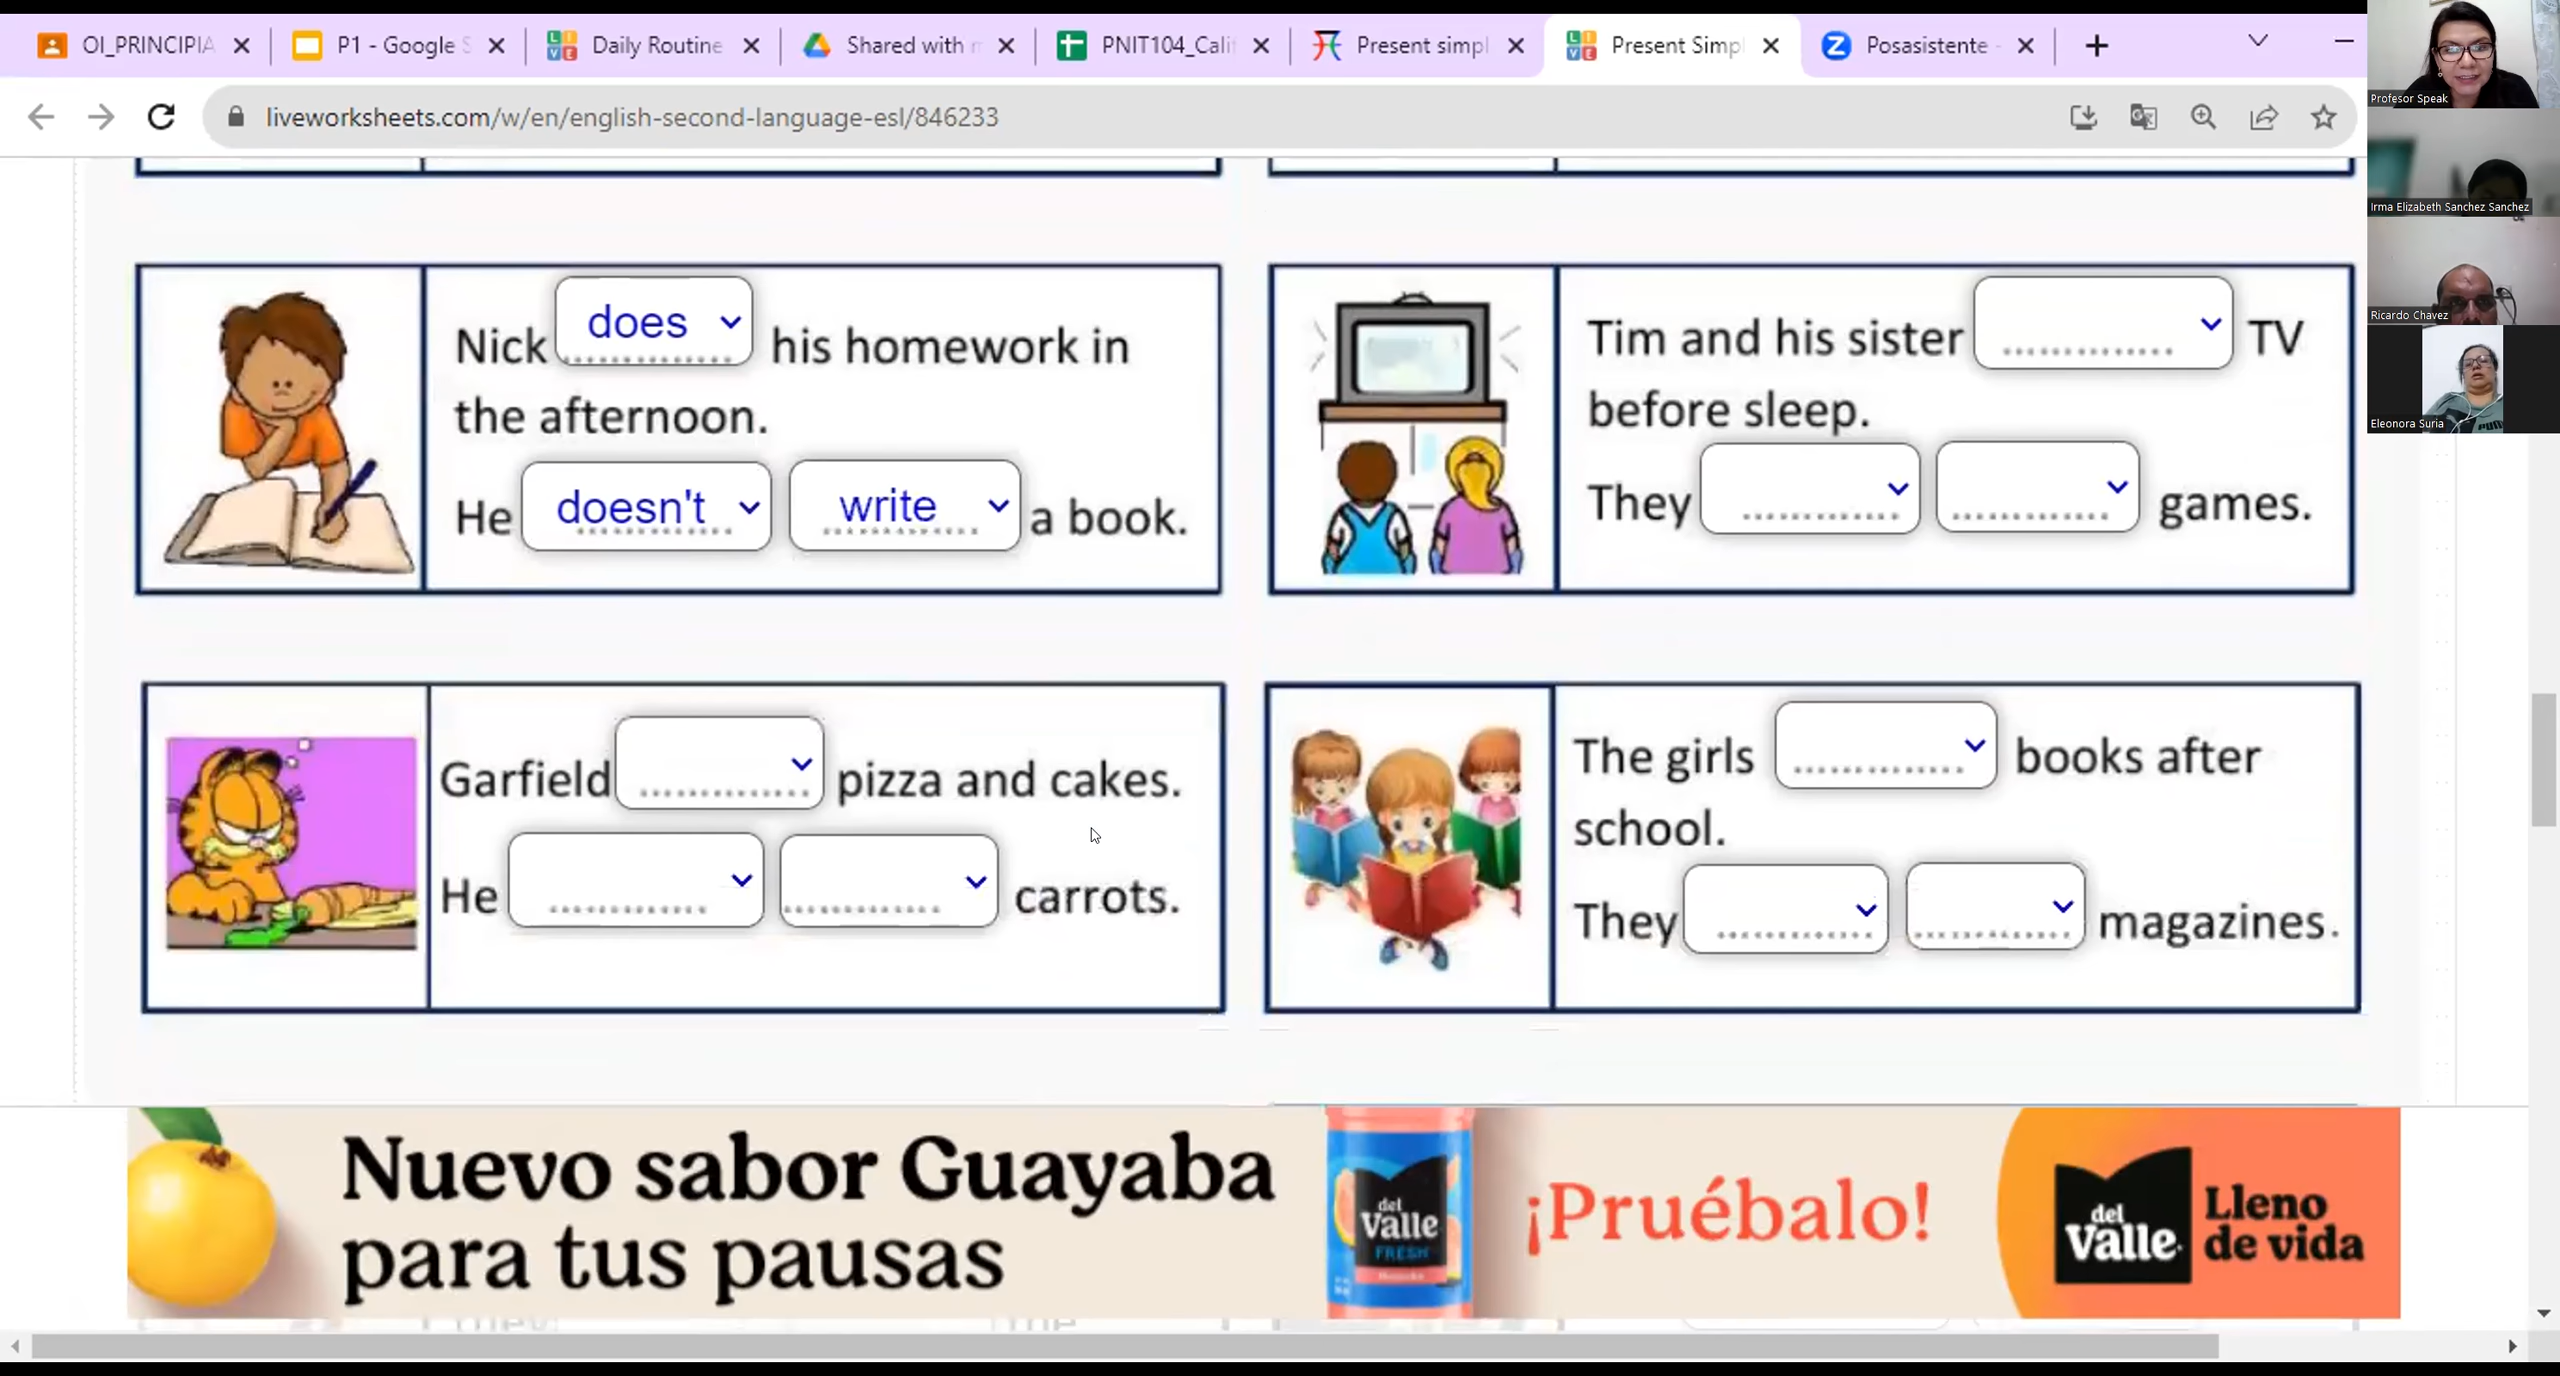 OI_PRINCIPIA
P1 - Google S
Daily Routine
Shared with
PNIT104_Cali
Present simpl
Present Simp
Posasistente
liveworksheets.com/w/en/english-second-language-esl/846233
Profesor Speak
Irma Elizabeth Sanchez Sanchez
Ricardo Chavez
Eleonora Suria
Nick does his homework in
the afternoon.
He doesn't write a book.
Tim and his sister .............. TV
before sleep.
They ............. ............. games.
Garfield .............. pizza and cakes.
He ............. ............. carrots.
The girls .............. books after
school.
They ............. ............. magazines.
Nuevo sabor Guayaba
para tus pausas
del
Valle
FRESH
¡Pruébalo!
del
Valle
Lleno
de vida